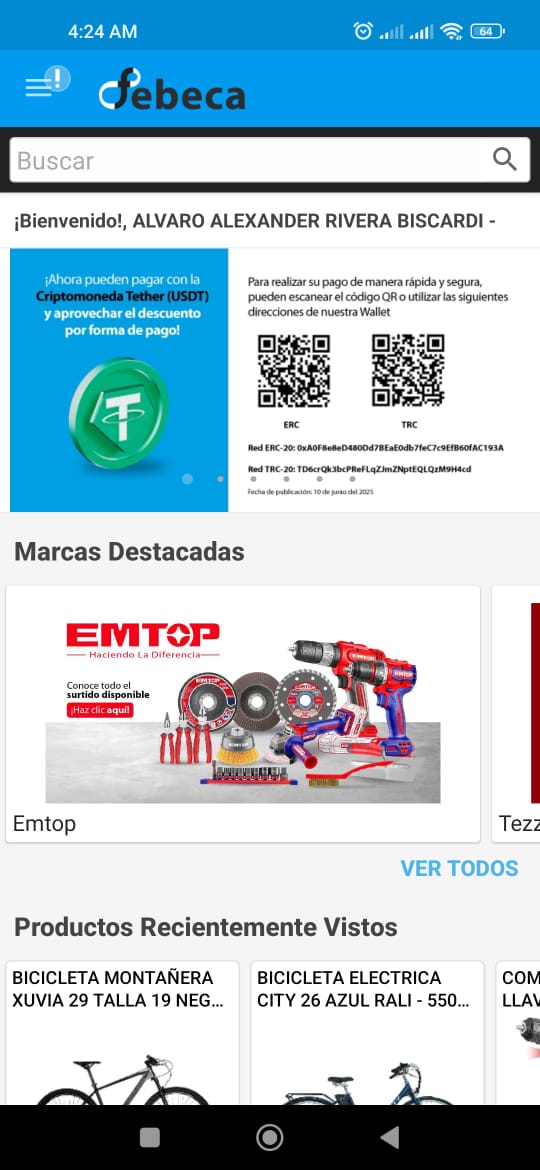 4:24 AM
64
!
febeca
Buscar
¡Bienvenido!, ALVARO ALEXANDER RIVERA BISCARDI -
¡Ahora pueden pagar con la
Criptomoneda Tether (USDT)
y aprovechar el descuento
por forma de pago!
Para realizar su pago de manera rápida y segura,
pueden escanear el código QR o utilizar las siguientes
direcciones de nuestra Wallet
ERC
TRC
Red ERC-20: 0xA0F8e8eD480Dd7BEaE0db7feC7c9EfB60fAC193A
Red TRC-20: TD6crQk3bcPReFLqZJmZNptEQLQzM9H4cd
Fecha de publicación: 10 de junio del 2025
Marcas Destacadas
EMTOP
Haciendo La Diferencia
Conoce todo el
surtido disponible
¡Haz clic aquí!
Emtop
Tezz
VER TODOS
Productos Recientemente Vistos
BICICLETA MONTAÑERA
XUVIA 29 TALLA 19 NEG...
BICICLETA ELECTRICA
CITY 26 AZUL RALI - 550...
COM
LLAV